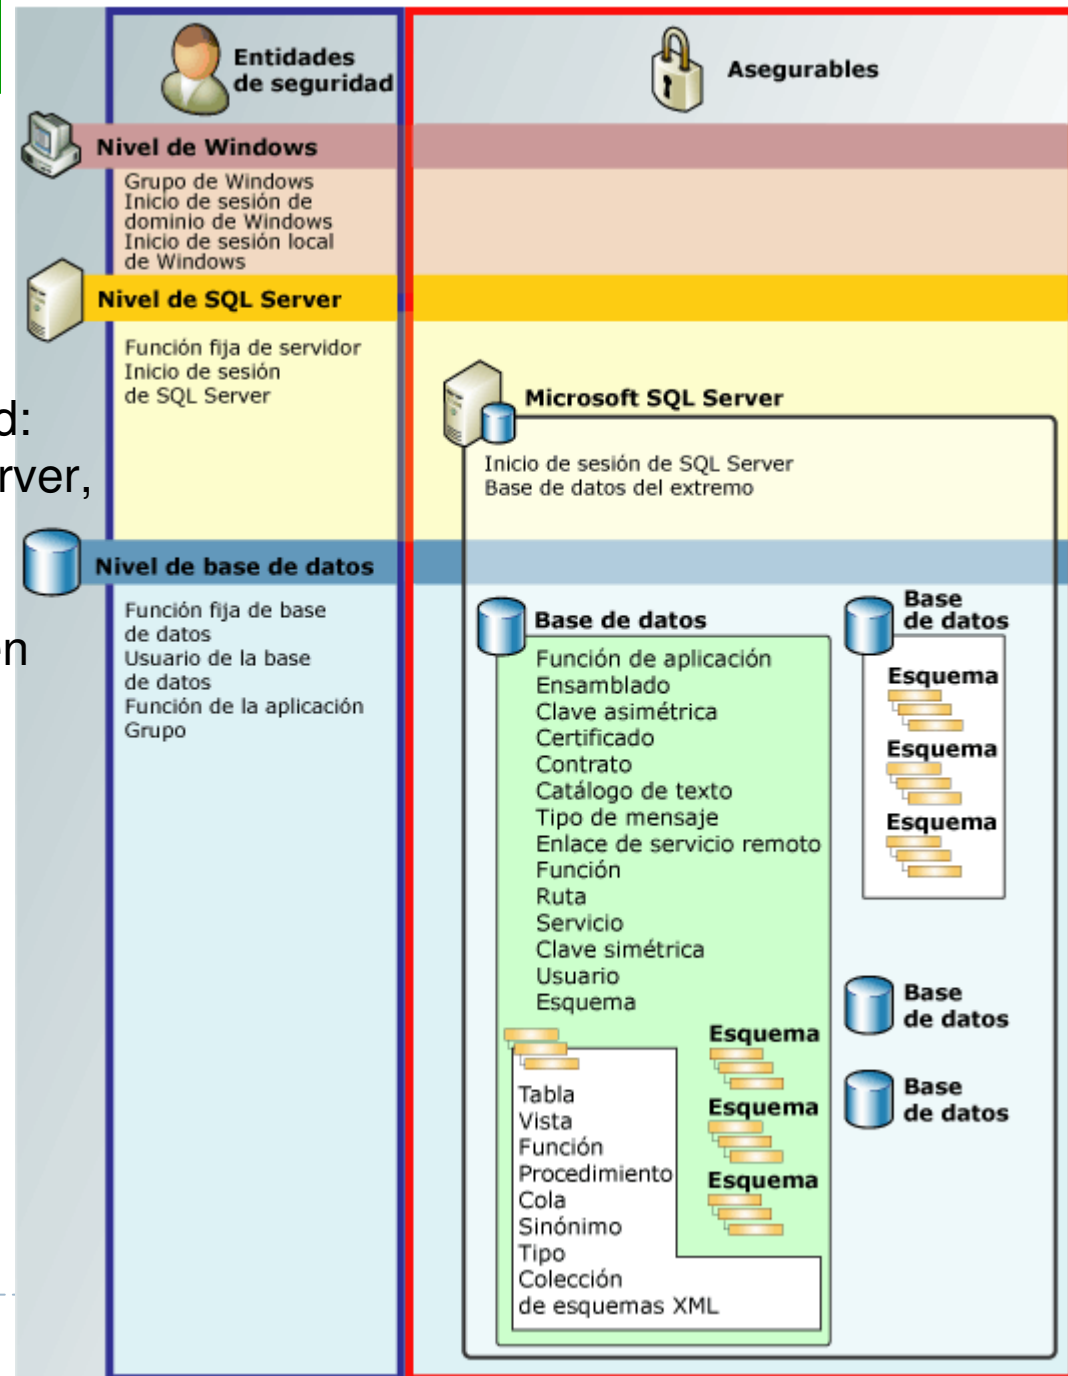 Entidades
de seguridad
Asegurables
Nivel de Windows
Grupo de Windows
Inicio de sesión de
dominio de Windows
Inicio de sesión local
de Windows
Nivel de SQL Server
Función fija de servidor
Inicio de sesión
de SQL Server
d:
rver,
en
Microsoft SQL Server
Inicio de sesión de SQL Server
Base de datos del extremo
Nivel de base de datos
Función fija de base
de datos
Usuario de la base
de datos
Función de la aplicación
Grupo
Base de datos
Función de aplicación
Ensamblado
Clave asimétrica
Certificado
Contrato
Catálogo de texto
Tipo de mensaje
Enlace de servicio remoto
Función
Ruta
Servicio
Clave simétrica
Usuario
Esquema
Tabla
Vista
Función
Procedimiento
Cola
Sinónimo
Tipo
Colección
de esquemas XML
Esquema
Esquema
Esquema
Base
de datos
Esquema
Esquema
Esquema
Base
de datos
Base
de datos